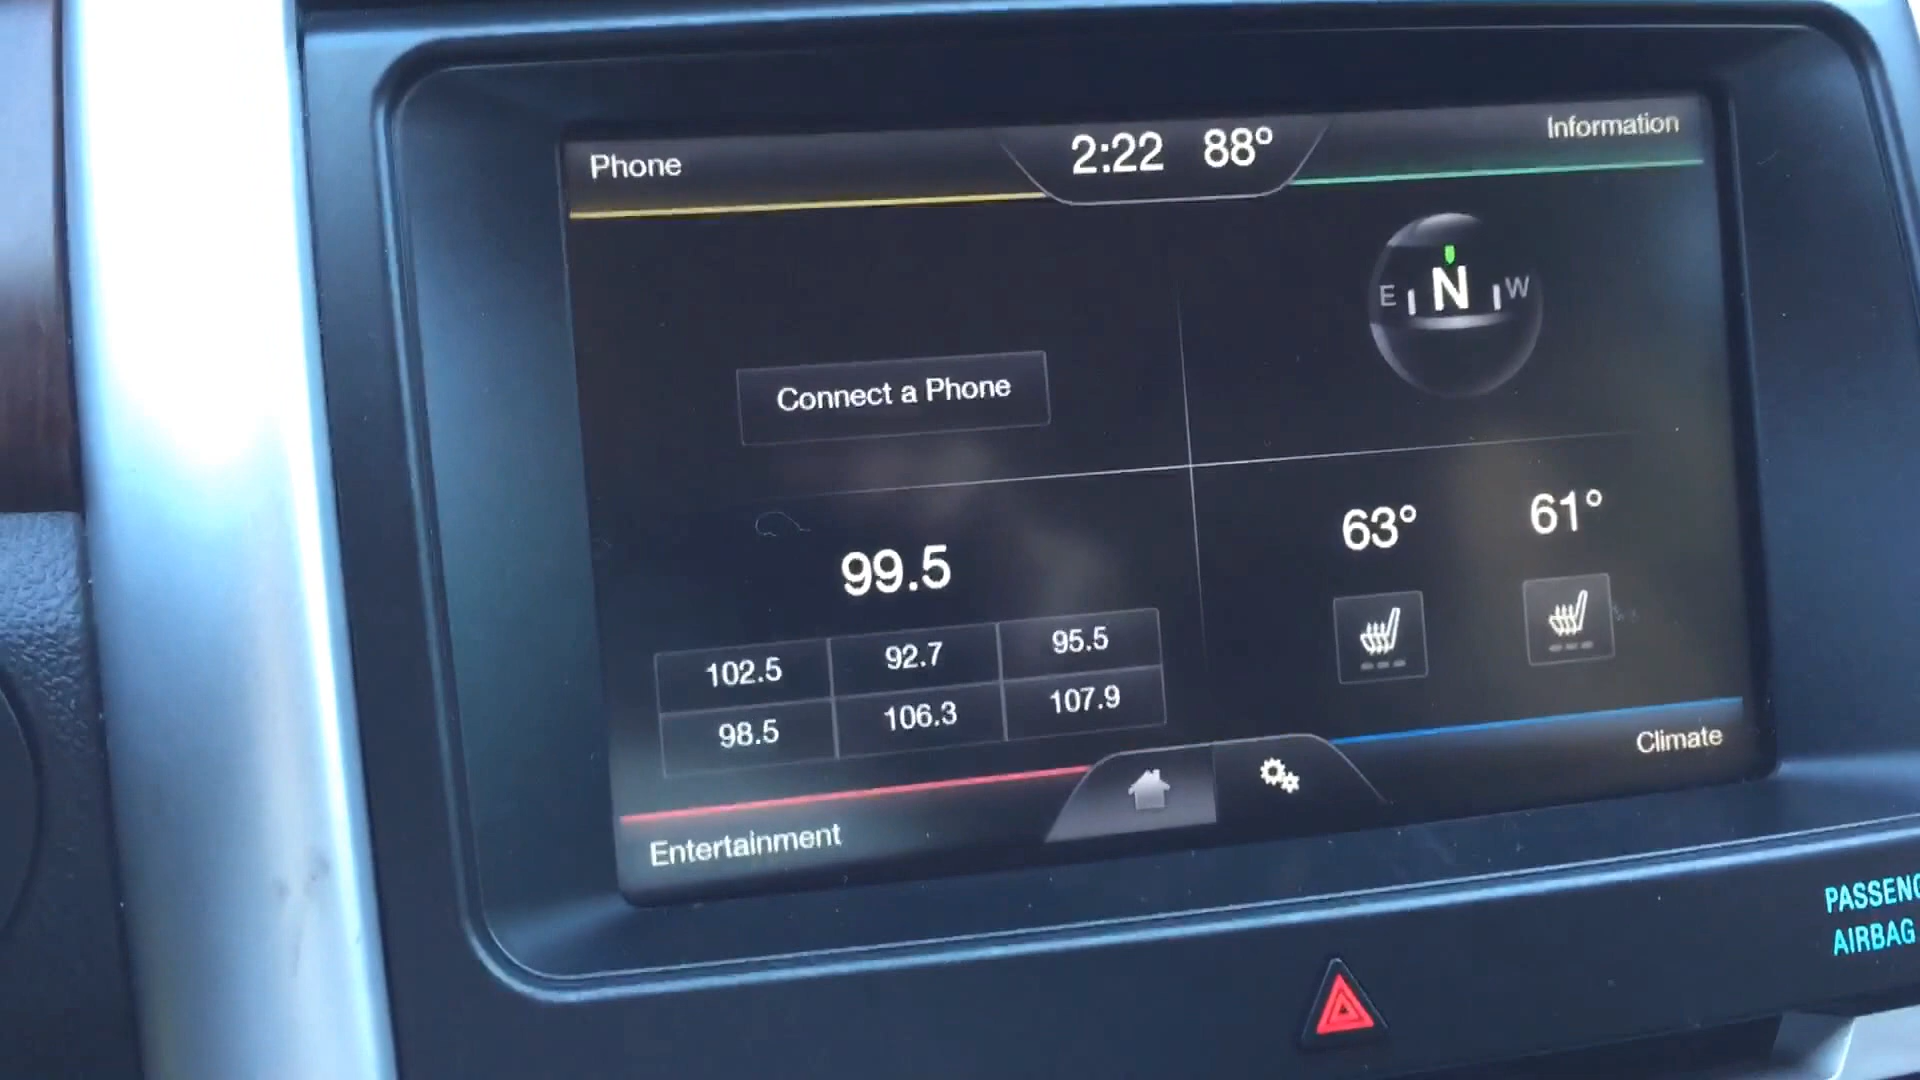 Phone
2:22 88°
Information
E N W
Connect a Phone
63° 61°
99.5
102.5 92.7 95.5
98.5 106.3 107.9
Climate
Entertainment
AIRBAG